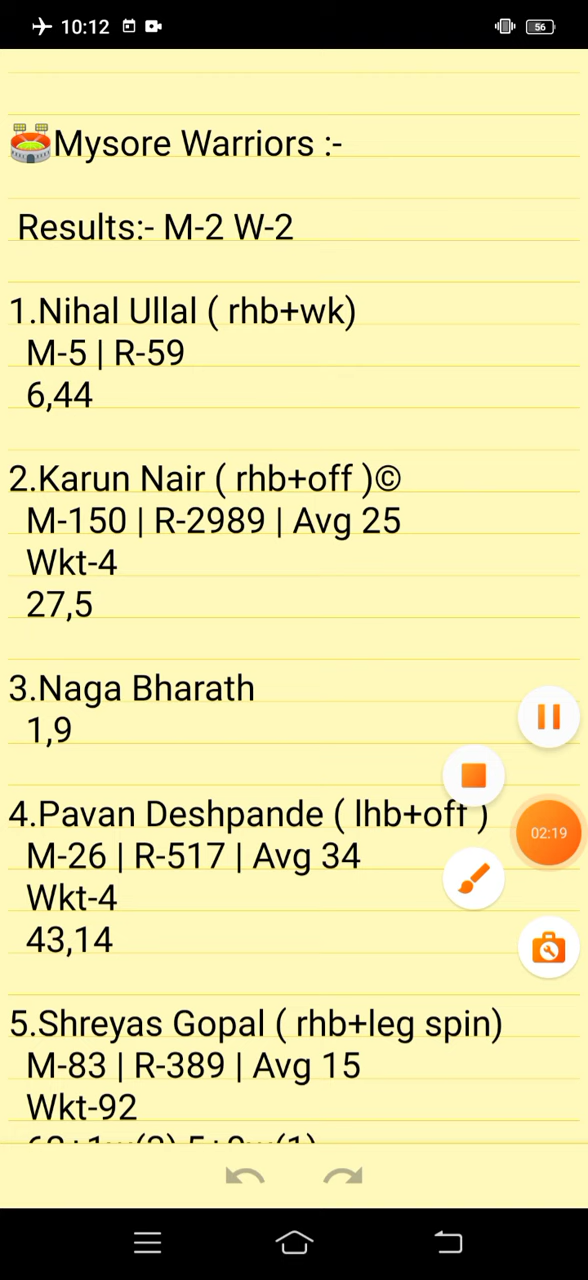 10:12
56
Mysore Warriors :-
Results:- M-2 W-2
1.Nihal Ullal ( rhb+wk)
M-5 | R-59
6,44
2.Karun Nair ( rhb+off )©
M-150 | R-2989 | Avg 25
Wkt-4
27,5
3.Naga Bharath
1,9
4.Pavan Deshpande ( lhb+off )
02:19
M-26 | R-517 | Avg 34
Wkt-4
43,14
5.Shreyas Gopal ( rhb+leg spin)
M-83 | R-389 | Avg 15
Wkt-92